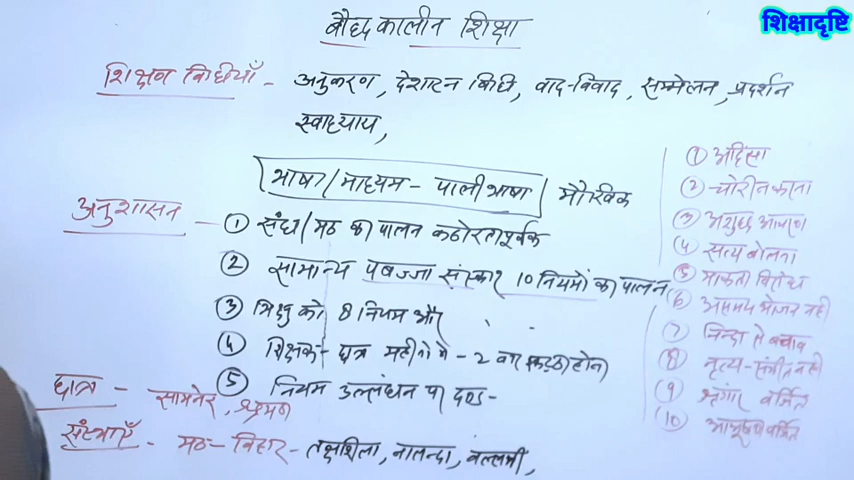 शिक्षादृष्टि
बौद्ध कालीन शिक्षा
शिक्षण विधियाँ - अनुकरण, देशाटन विधि, वाद-विवाद, सम्मेलन, प्रदर्शन
स्वाध्याय,
भाषा/माध्यम - पाली भाषा/ मौखिक
अनुशासन - ① संघ/मठ का पालन कठोरतापूर्वक
② सामान्य पबज्जा संस्कार 10 नियमों का पालन
③ भिक्षु को 8 नियम और
④ शिक्षक - छात्र महीने में - 2 बार इकट्ठा होना
⑤ नियम उल्लंघन पर दण्ड -
छात्र - सामनेर, श्रमण
संस्थाएँ - मठ - विहार - तक्षशिला, नालन्दा, वल्लभी,
① अहिंसा
② चोरी न करना
③ अशुद्ध आचरण
④ सत्य बोलना
⑤ मादकता विरोध
⑥ असमय भोजन नही
⑦ निन्दा से बचाव
⑧ नृत्य - संगीत नही
⑨ श्रृंगार वर्जित
⑩ आभूषण वर्जित